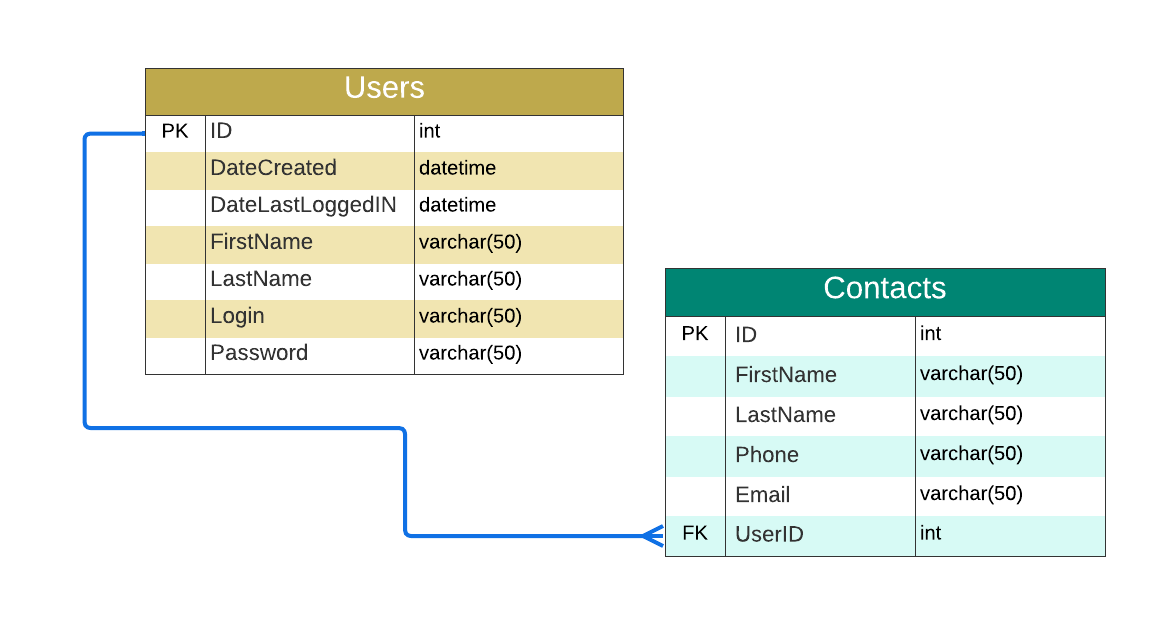 Users
PK ID int
DateCreated datetime
DateLastLoggedIN datetime
FirstName varchar(50)
LastName varchar(50)
Login varchar(50)
Password varchar(50)
Contacts
PK ID int
FirstName varchar(50)
LastName varchar(50)
Phone varchar(50)
Email varchar(50)
FK UserID int